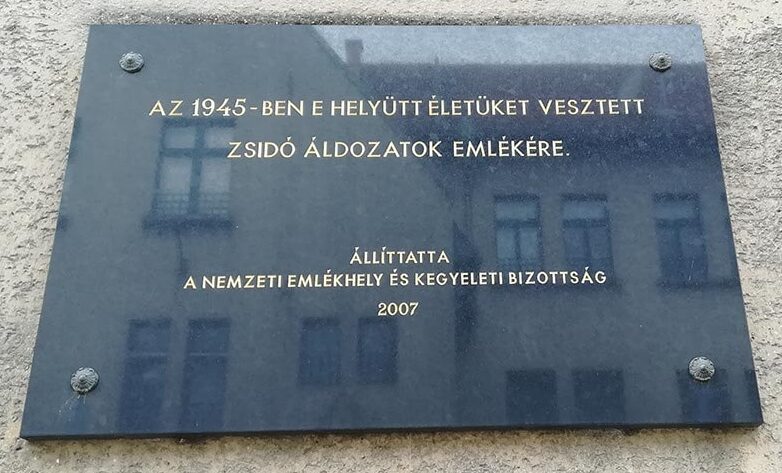 AZ 1945-BEN E HELYÜTT ÉLETÜKET VESZTETT
ZSIDÓ ÁLDOZATOK EMLÉKÉRE.
ÁLLÍTTATTA
A NEMZETI EMLÉKHELY ÉS KEGYELETI BIZOTTSÁG
2007